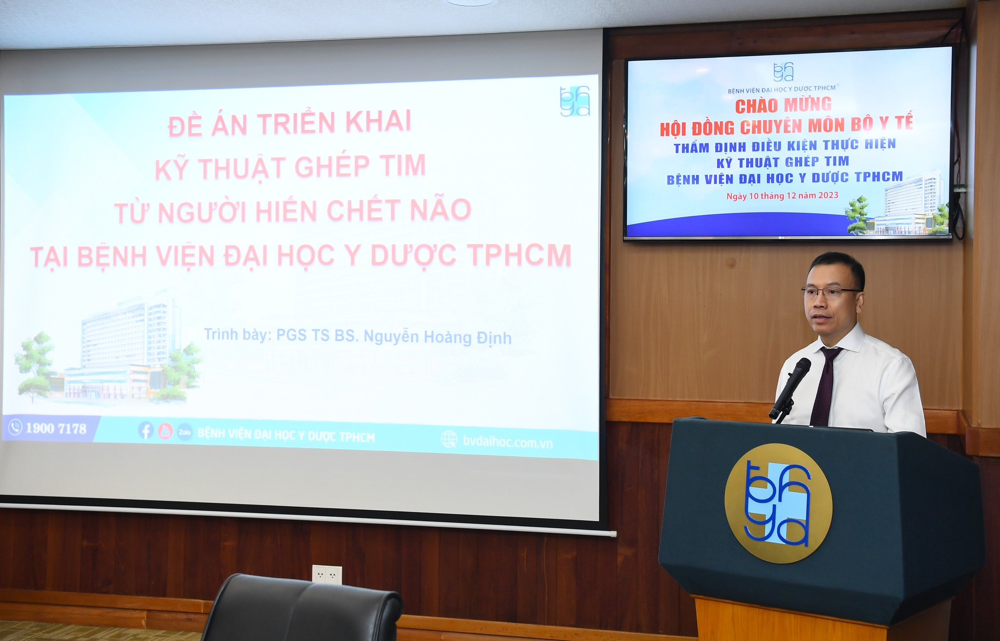 ĐỀ ÁN TRIỂN KHAI
KỸ THUẬT GHÉP TIM
TỪ NGƯỜI HIẾN CHẾT NÃO
TẠI BỆNH VIỆN ĐẠI HỌC Y DƯỢC TPHCM
Trình bày: PGS TS BS. Nguyễn Hoàng Định
1900 7178
Zalo
BỆNH VIỆN ĐẠI HỌC Y DƯỢC TPHCM
bvdaihoc.com.vn
bhyd
BỆNH VIỆN ĐẠI HỌC Y DƯỢC TPHCM®
CHÀO MỪNG
HỘI ĐỒNG CHUYÊN MÔN BỘ Y TẾ
THẨM ĐỊNH ĐIỀU KIỆN THỰC HIỆN
KỸ THUẬT GHÉP TIM
BỆNH VIỆN ĐẠI HỌC Y DƯỢC TPHCM
Ngày 10 tháng 12 năm 2023
LG
bhyd